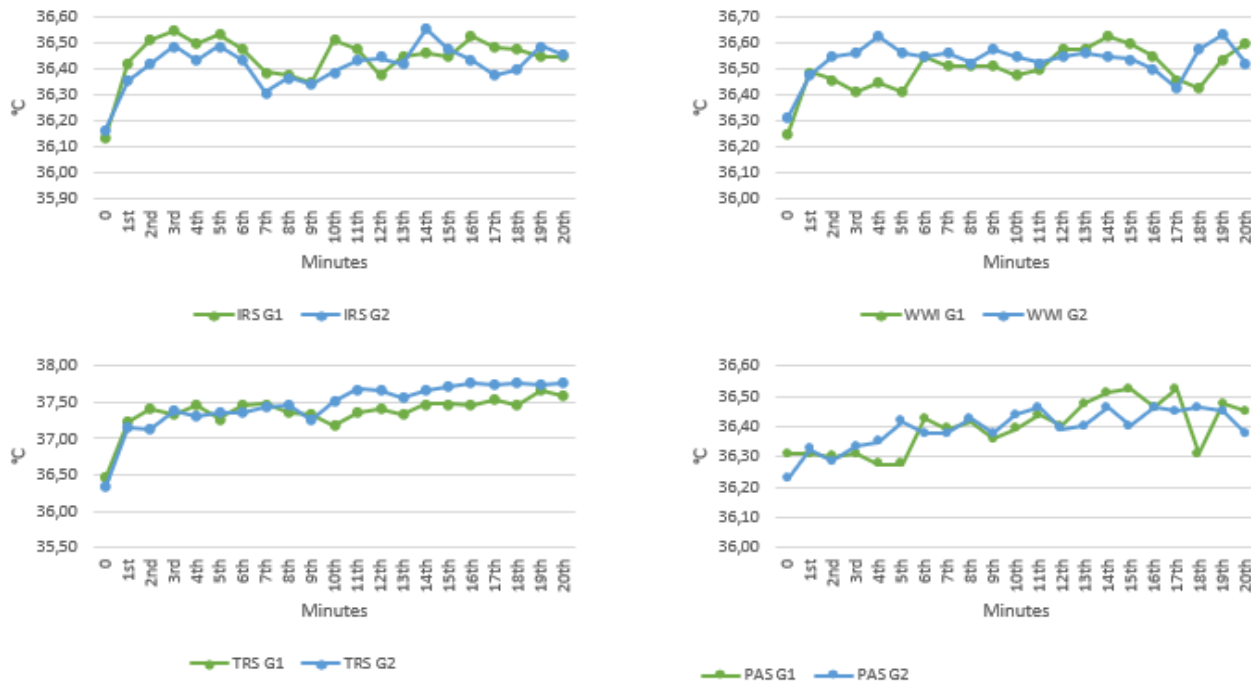 36,60
36,50
36,40
36,30
36,20
36,10
36,00
35,90
ºC
0 1st 2nd 3rd 4th 5th 6th 7th 8th 9th 10th 11th 12th 13th 14th 15th 16th 17th 18th 19th 20th
Minutes
IRS G1 IRS G2
36,70
36,60
36,50
36,40
36,30
36,20
36,10
36,00
ºC
0 1st 2nd 3rd 4th 5th 6th 7th 8th 9th 10th 11th 12th 13th 14th 15th 16th 17th 18th 19th 20th
Minutes
WWI G1 WWI G2
38,00
37,50
37,00
36,50
36,00
35,50
ºC
0 1st 2nd 3rd 4th 5th 6th 7th 8th 9th 10th 11th 12th 13th 14th 15th 16th 17th 18th 19th 20th
Minutes
TRS G1 TRS G2
36,60
36,50
36,40
36,30
36,20
36,10
36,00
ºC
0 1st 2nd 3rd 4th 5th 6th 7th 8th 9th 10th 11th 12th 13th 14th 15th 16th 17th 18th 19th 20th
Minutes
PAS G1 PAS G2